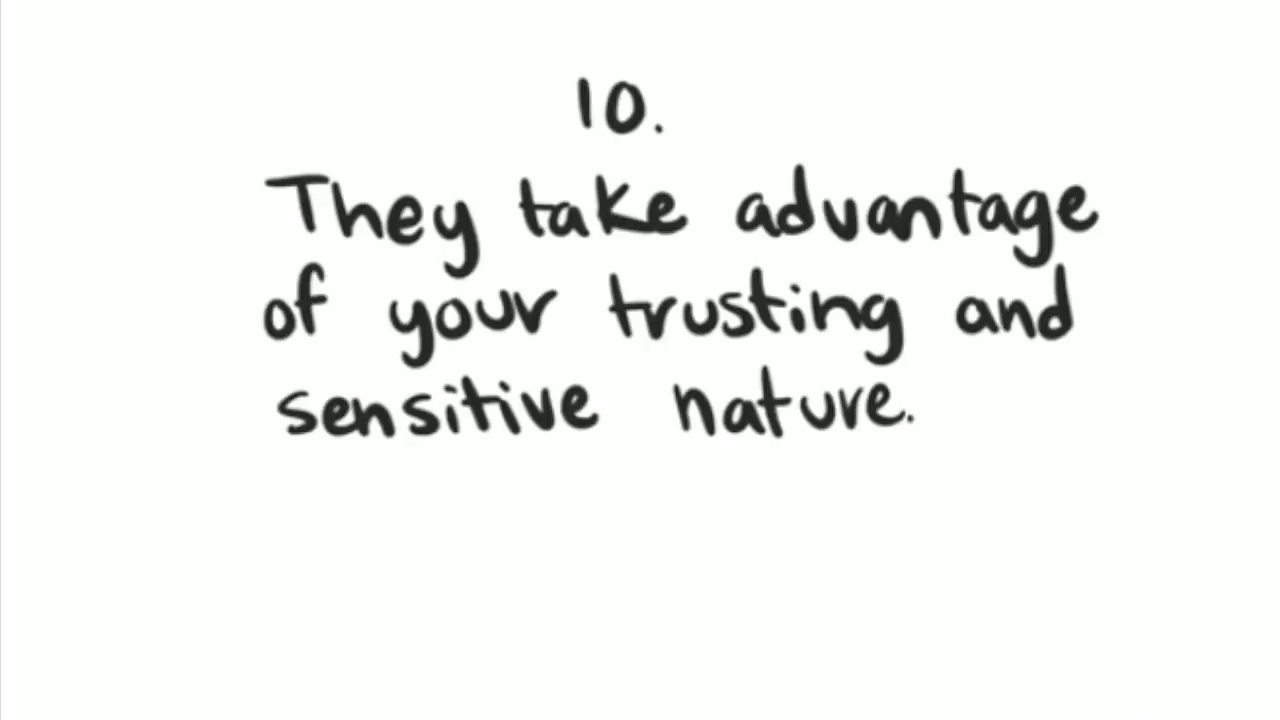 10.
They take advantage
of your trusting and
sensitive nature.